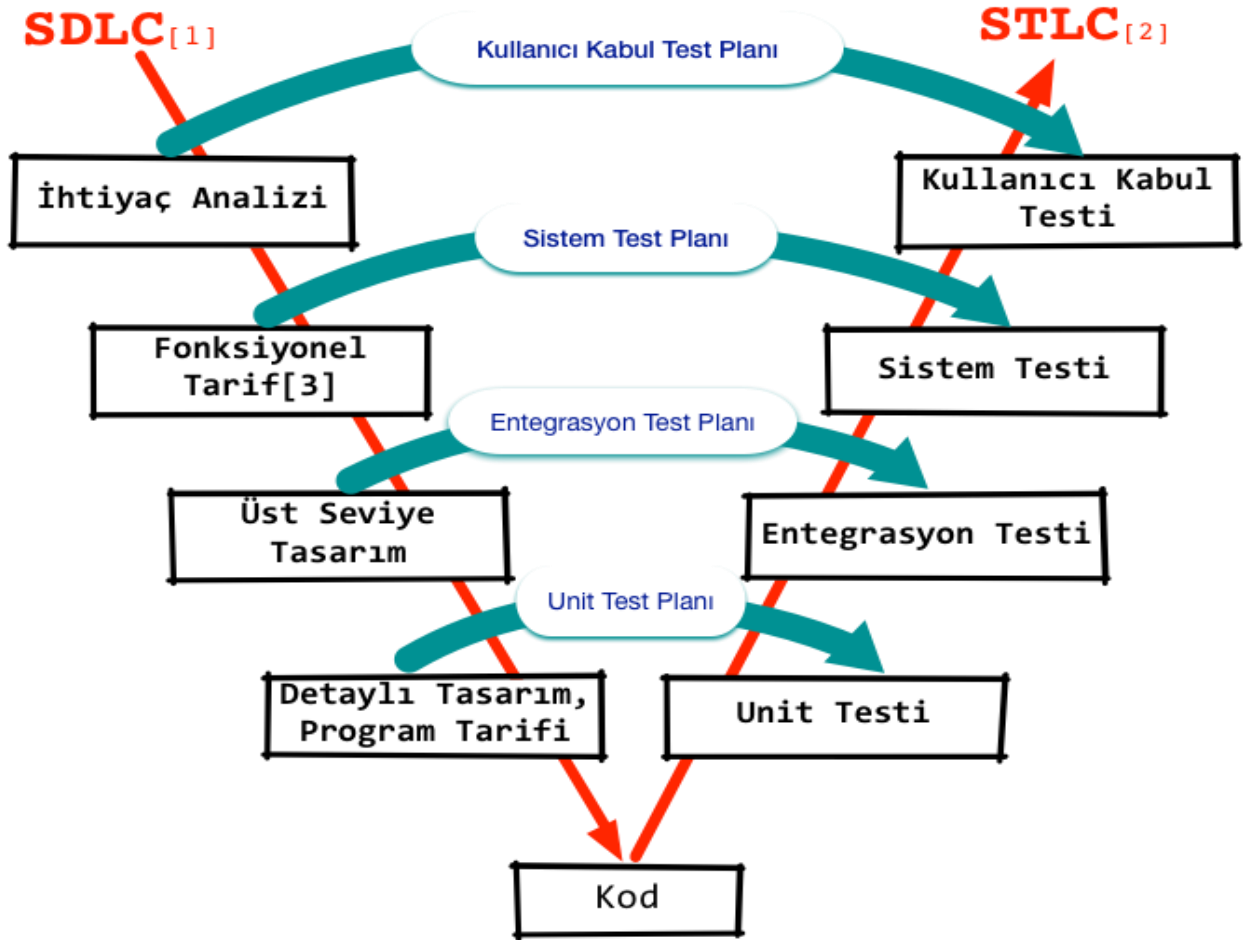 SDLC[1]
STLC[2]
Kullanıcı Kabul Test Planı
İhtiyaç Analizi
Kullanıcı Kabul
Testi
Sistem Test Planı
Fonksiyonel
Tarif[3]
Sistem Testi
Entegrasyon Test Planı
Üst Seviye
Tasarım
Entegrasyon Testi
Unit Test Planı
Detaylı Tasarım,
Program Tarifi
Unit Testi
Kod